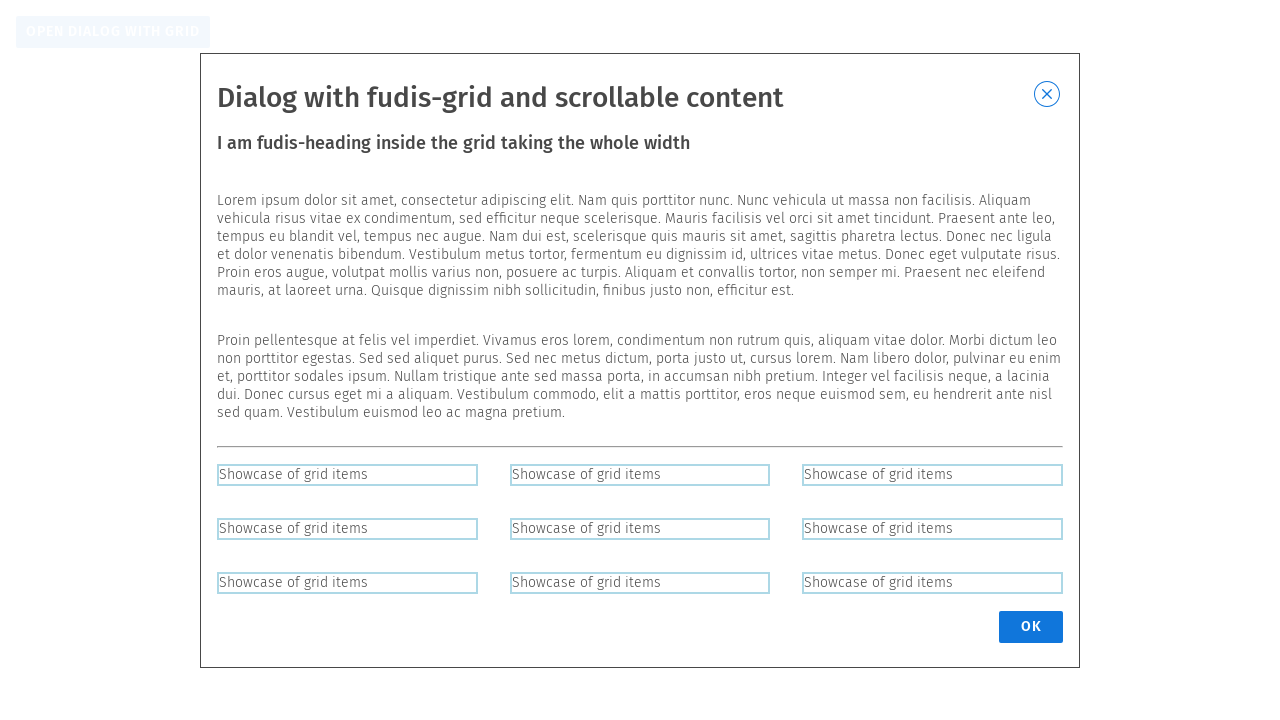 OPEN DIALOG WITH GRID
Dialog with fudis-grid and scrollable content
I am fudis-heading inside the grid taking the whole width
Lorem ipsum dolor sit amet, consectetur adipiscing elit. Nam quis porttitor nunc. Nunc vehicula ut massa non facilisis. Aliquam
vehicula risus vitae ex condimentum, sed efficitur neque scelerisque. Mauris facilisis vel orci sit amet tincidunt. Praesent ante leo,
tempus eu blandit vel, tempus nec augue. Nam dui est, scelerisque quis mauris sit amet, sagittis pharetra lectus. Donec nec ligula
et dolor venenatis bibendum. Vestibulum metus tortor, fermentum eu dignissim id, ultrices vitae metus. Donec eget vulputate risus.
Proin eros augue, volutpat mollis varius non, posuere ac turpis. Aliquam et convallis tortor, non semper mi. Praesent nec eleifend
mauris, at laoreet urna. Quisque dignissim nibh sollicitudin, finibus justo non, efficitur est.
Proin pellentesque at felis vel imperdiet. Vivamus eros lorem, condimentum non rutrum quis, aliquam vitae dolor. Morbi dictum leo
non porttitor egestas. Sed sed aliquet purus. Sed nec metus dictum, porta justo ut, cursus lorem. Nam libero dolor, pulvinar eu enim
et, porttitor sodales ipsum. Nullam tristique ante sed massa porta, in accumsan nibh pretium. Integer vel facilisis neque, a lacinia
dui. Donec cursus eget mi a aliquam. Vestibulum commodo, elit a mattis porttitor, eros neque euismod sem, eu hendrerit ante nisl
sed quam. Vestibulum euismod leo ac magna pretium.
Showcase of grid items
Showcase of grid items
Showcase of grid items
Showcase of grid items
Showcase of grid items
Showcase of grid items
Showcase of grid items
Showcase of grid items
Showcase of grid items
OK